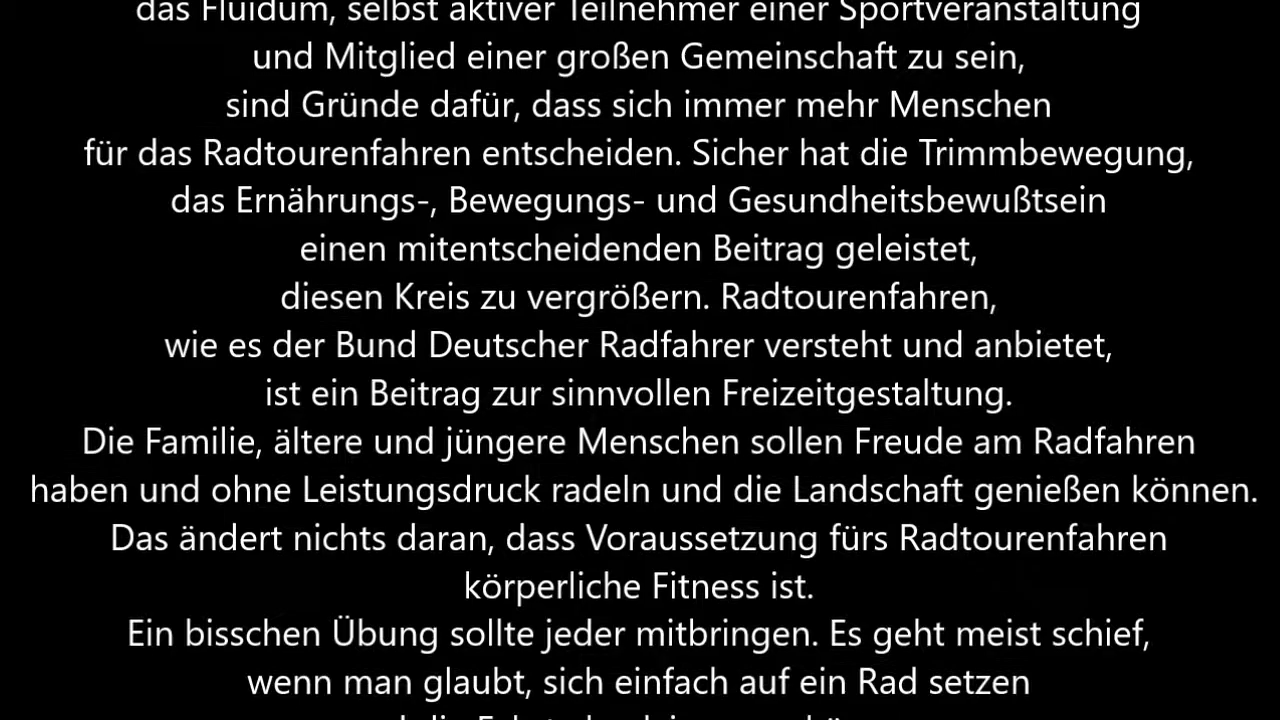 das Fluidum, selbst aktiver Teilnehmer einer Sportveranstaltung
und Mitglied einer großen Gemeinschaft zu sein,
sind Gründe dafür, dass sich immer mehr Menschen
für das Radtourenfahren entscheiden. Sicher hat die Trimmbewegung,
das Ernährungs-, Bewegungs- und Gesundheitsbewußtsein
einen mitentscheidenden Beitrag geleistet,
diesen Kreis zu vergrößern. Radtourenfahren,
wie es der Bund Deutscher Radfahrer versteht und anbietet,
ist ein Beitrag zur sinnvollen Freizeitgestaltung.
Die Familie, ältere und jüngere Menschen sollen Freude am Radfahren
haben und ohne Leistungsdruck radeln und die Landschaft genießen können.
Das ändert nichts daran, dass Voraussetzung fürs Radtourenfahren
körperliche Fitness ist.
Ein bisschen Übung sollte jeder mitbringen. Es geht meist schief,
wenn man glaubt, sich einfach auf ein Rad setzen